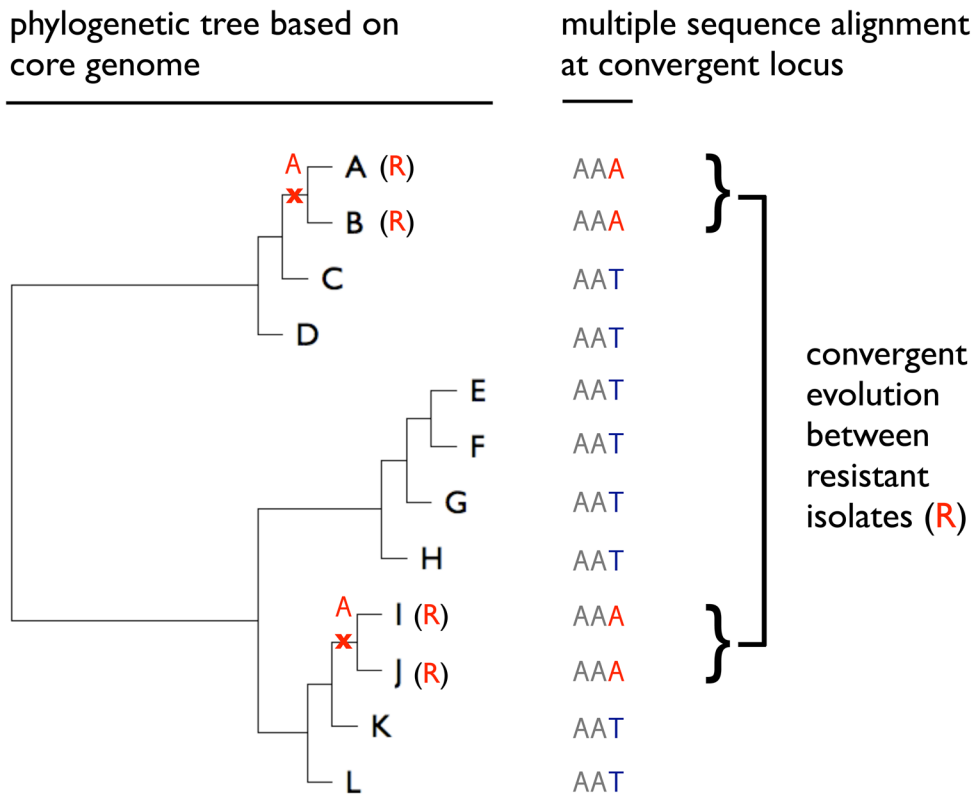 phylogenetic tree based on
core genome
multiple sequence alignment
at convergent locus
A
A (R) AAA
B (R) AAA
C AAT
D AAT
E AAT
F AAT
G AAT
H AAT
A
I (R) AAA
J (R) AAA
K AAT
L AAT
convergent
evolution
between
resistant
isolates (R)